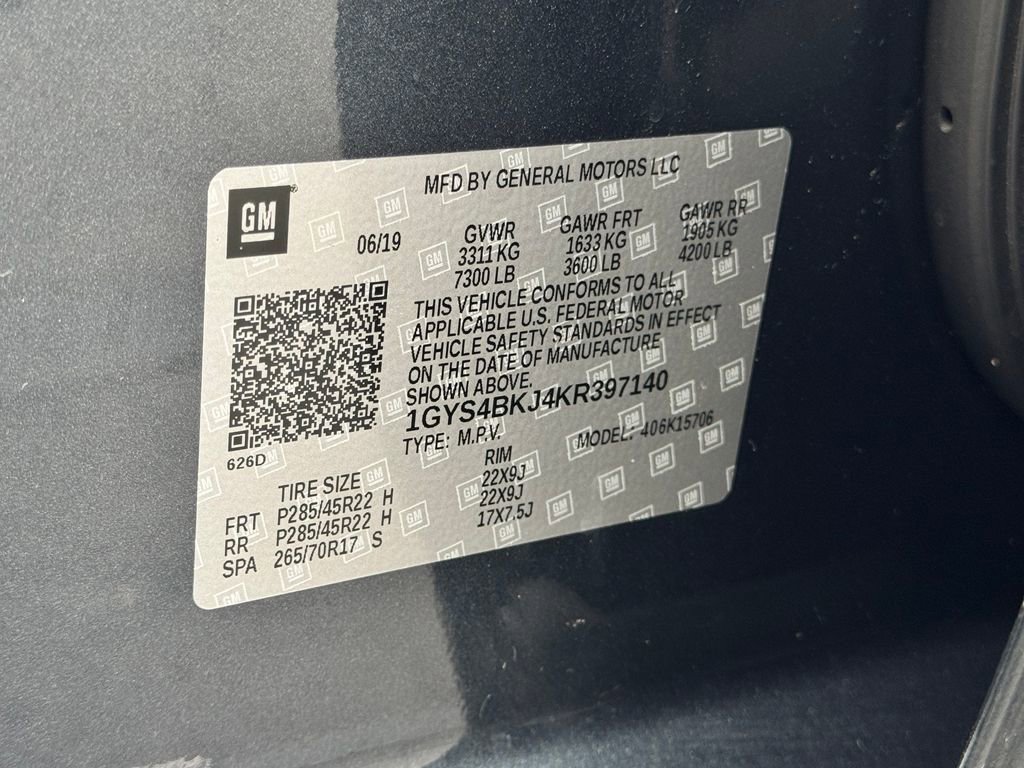 GM
MFD BY GENERAL MOTORS LLC
06/19
GVWR
3311 KG
7300 LB
GAWR FRT
1633 KG
3600 LB
GAWR RR
1905 KG
4200 LB
THIS VEHICLE CONFORMS TO ALL
APPLICABLE U.S. FEDERAL MOTOR
VEHICLE SAFETY STANDARDS IN EFFECT
ON THE DATE OF MANUFACTURE
SHOWN ABOVE.
1GYS4BKJ4KR397140
TYPE: M.P.V.
MODEL: 406K15706
626D
TIRE SIZE
RIM
FRT P285/45R22 H 22X9J
RR P285/45R22 H 22X9J
SPA 265/70R17 S 17X7.5J